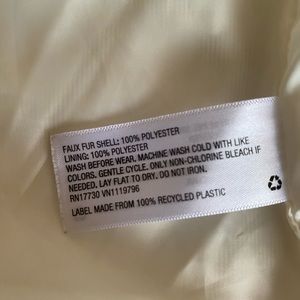 FAUX FUR SHELL: 100% POLYESTER
LINING: 100% POLYESTER
WASH BEFORE WEAR. MACHINE WASH COLD WITH LIKE
COLORS. GENTLE CYCLE. ONLY NON-CHLORINE BLEACH IF
NEEDED. LAY FLAT DRY. DO NOT IRON.
RN17730 VN1119796
LABEL MADE FROM 100% RECYCLED PLASTIC